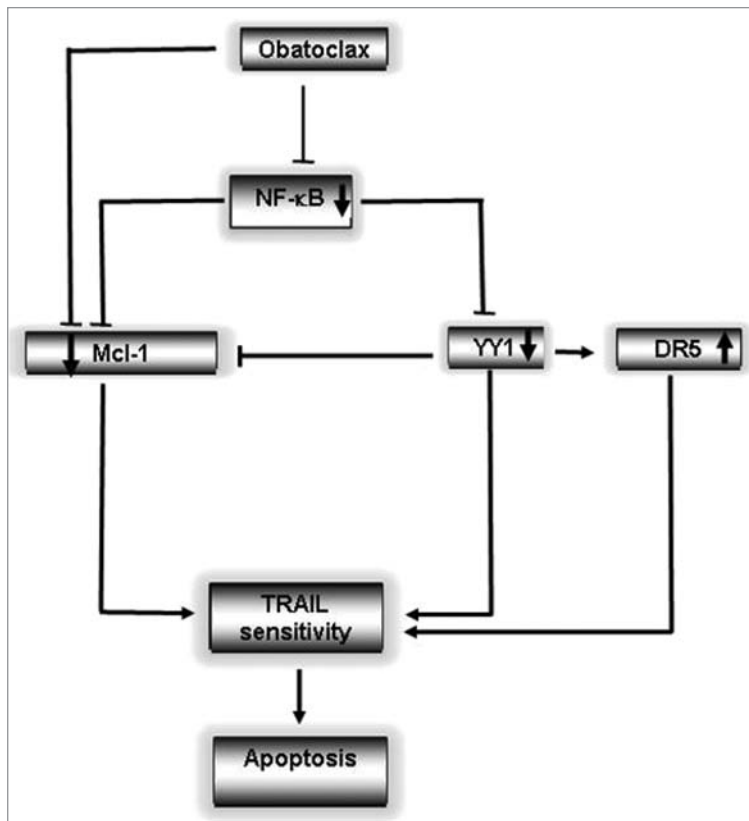 Obatoclax
NF-κB
Mcl-1
YY1
DR5
TRAIL
sensitivity
Apoptosis